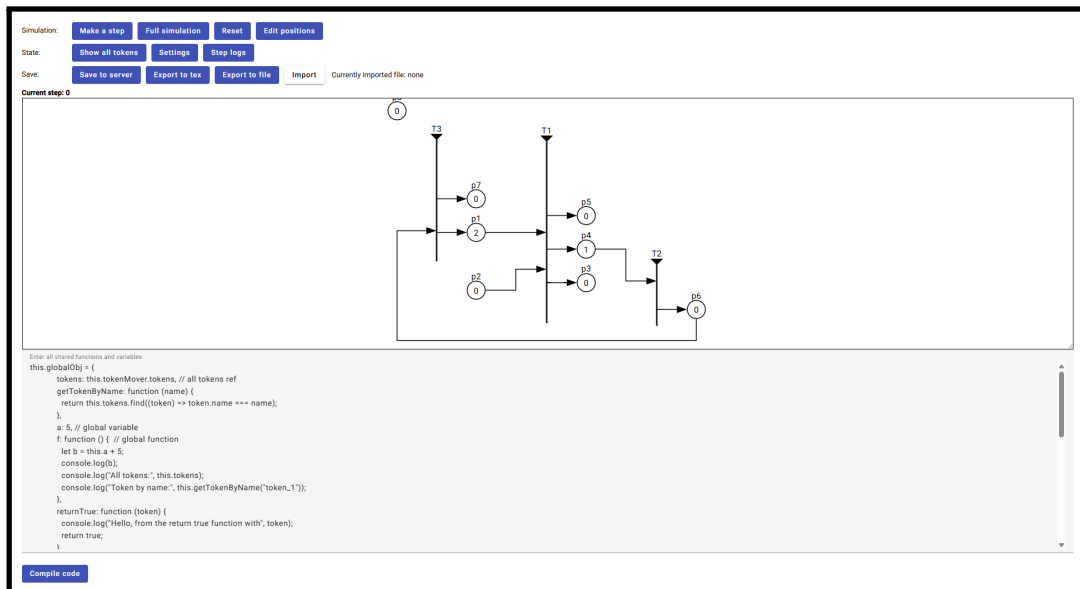 Simulation: Make a step Full simulation Reset Edit positions
State: Show all tokens Settings Step logs
Save: Save to server Export to tex Export to file Import Currently imported file: none
Current step: 0
0
T3 T1
p7
0
p5
0
p1
2
p4
1
T2
p3
0
p2
0
p6
0
Enter all shared functions and variables
this.globalObj = {
tokens: this.tokenMover.tokens, // all tokens ref
getTokenByName: function (name) {
return this.tokens.find((token) => token.name === name);
},
a: 5, // global variable
f: function () { // global function
let b = this.a + 5;
console.log(b);
console.log("All tokens:", this.tokens);
console.log("Token by name:", this.getTokenByName("token_1"));
},
returnTrue: function (token) {
console.log("Hello, from the return true function with", token);
return true;
}
Compile code